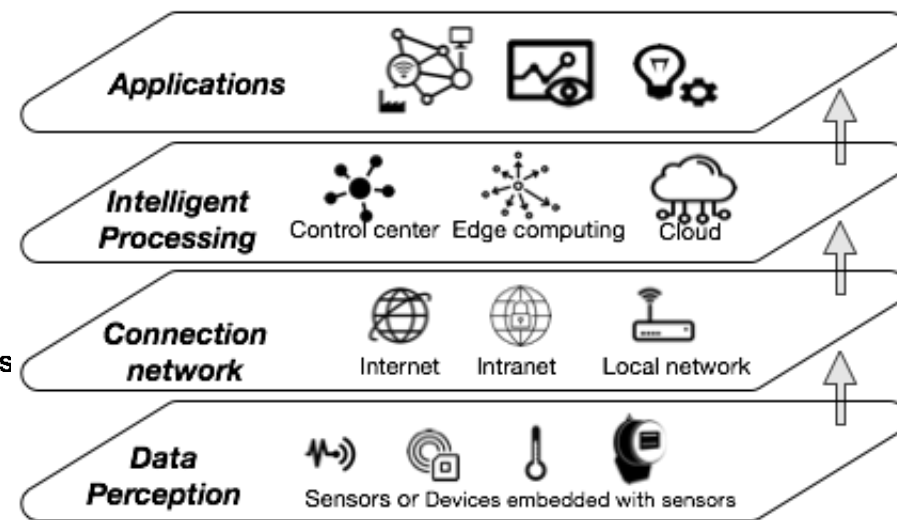 Applications
Intelligent
Processing
Control center Edge computing Cloud
Connection
network
s
Internet Intranet Local network
Data
Perception
Sensors or Devices embedded with sensors